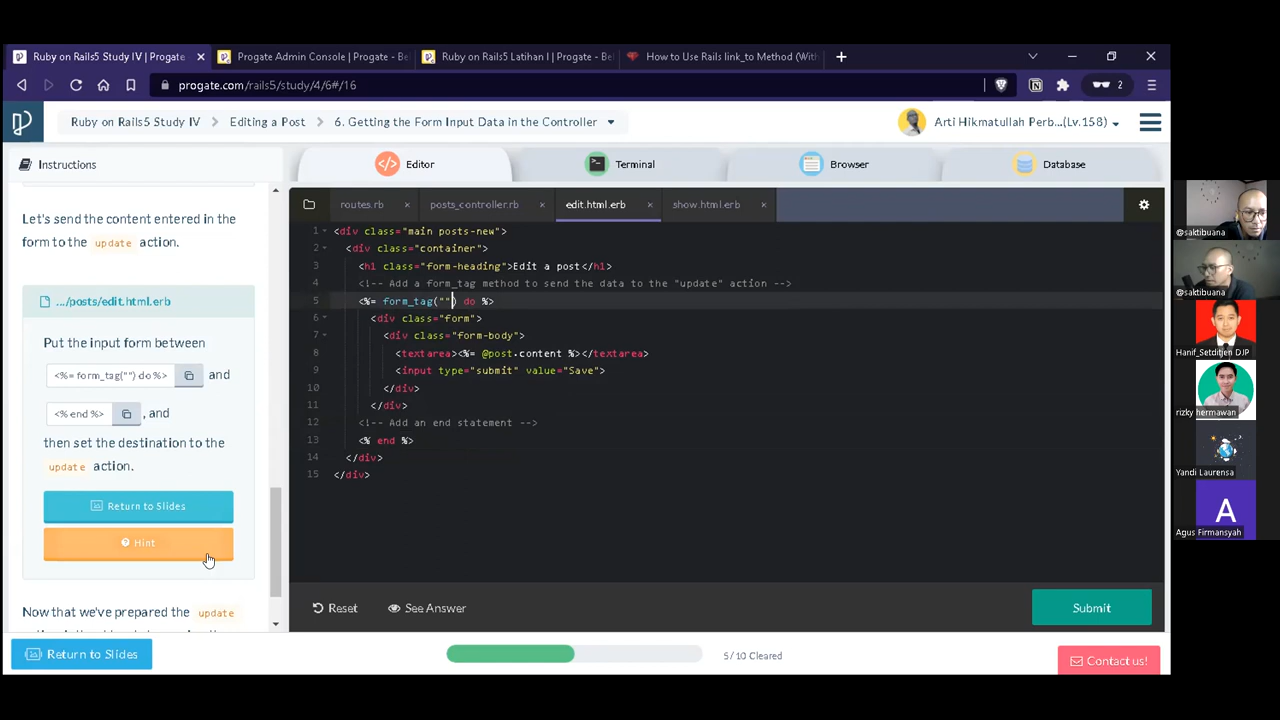 Ruby on Rails5 Study IV | Progate
Progate Admin Console | Progate - Be
Ruby on Rails5 Latihan I | Progate - Be
How to Use Rails link_to Method (Wit
progate.com/rails5/study/4/6#/16
2
Ruby on Rails5 Study IV
Editing a Post
6. Getting the Form Input Data in the Controller
Arti Hikmatullah Perb...(Lv.158)
Instructions
Editor
Terminal
Browser
Database
Let's send the content entered in the
form to the update action.
.../posts/edit.html.erb
Put the input form between
<%= form_tag("") do %> and
<% end %> , and
then set the destination to the
update action.
Return to Slides
Hint
Now that we've prepared the update
routes.rb
posts_controller.rb
edit.html.erb
show.html.erb
1 <div class="main posts-new">
2 <div class="container">
3 <h1 class="form-heading">Edit a post</h1>
4 <!-- Add a form_tag method to send the data to the "update" action -->
5 <%= form_tag("") do %>
6 <div class="form">
7 <div class="form-body">
8 <textarea><%= @post.content %></textarea>
9 <input type="submit" value="Save">
10 </div>
11 </div>
12 <!-- Add an end statement -->
13 <% end %>
14 </div>
15 </div>
Reset
See Answer
Submit
Return to Slides
5/10 Cleared
Contact us!
@saktibuana
@saktibuana
Hanif_Setditjen DJP
rizky hermawan
Yandi Laurensa
A
Agus Firmansyah